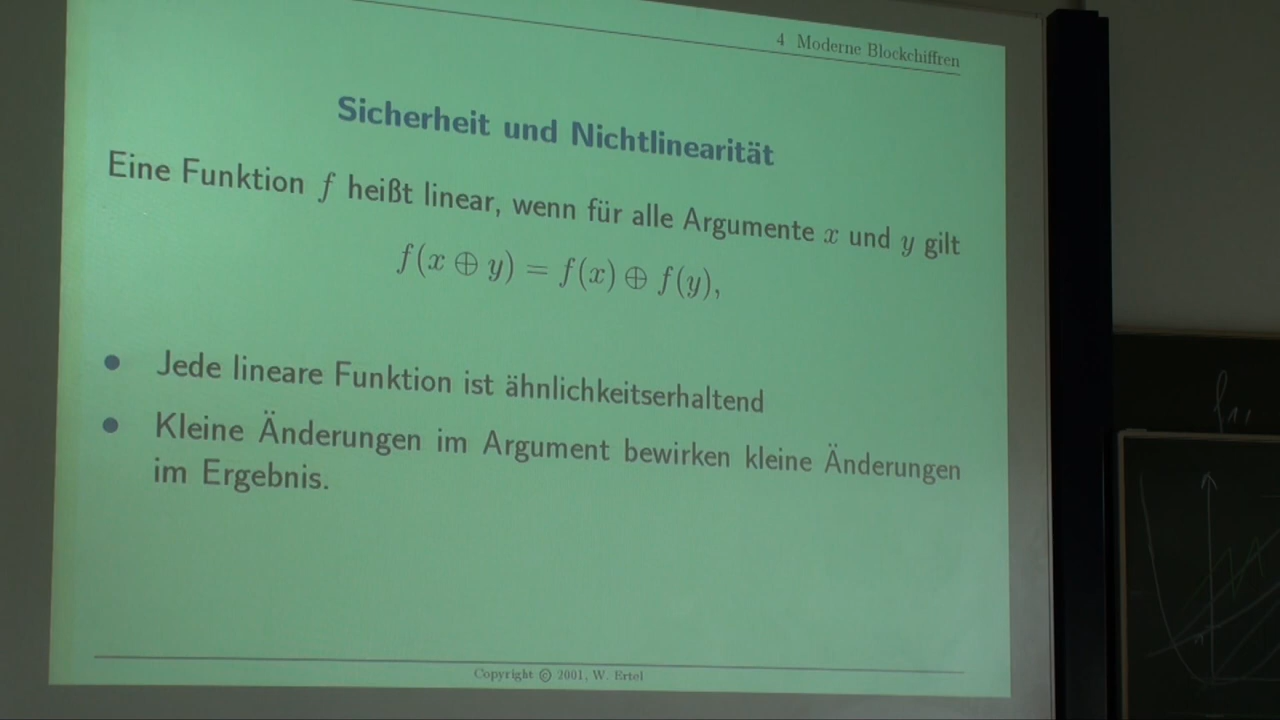 4 Moderne Blockchiffren
Sicherheit und Nichtlinearität
Eine Funktion f heißt linear, wenn für alle Argumente x und y gilt
f(x ⊕ y) = f(x) ⊕ f(y),
• Jede lineare Funktion ist ähnlichkeitserhaltend
• Kleine Änderungen im Argument bewirken kleine Änderungen
im Ergebnis.
Copyright © 2001, W. Ertel